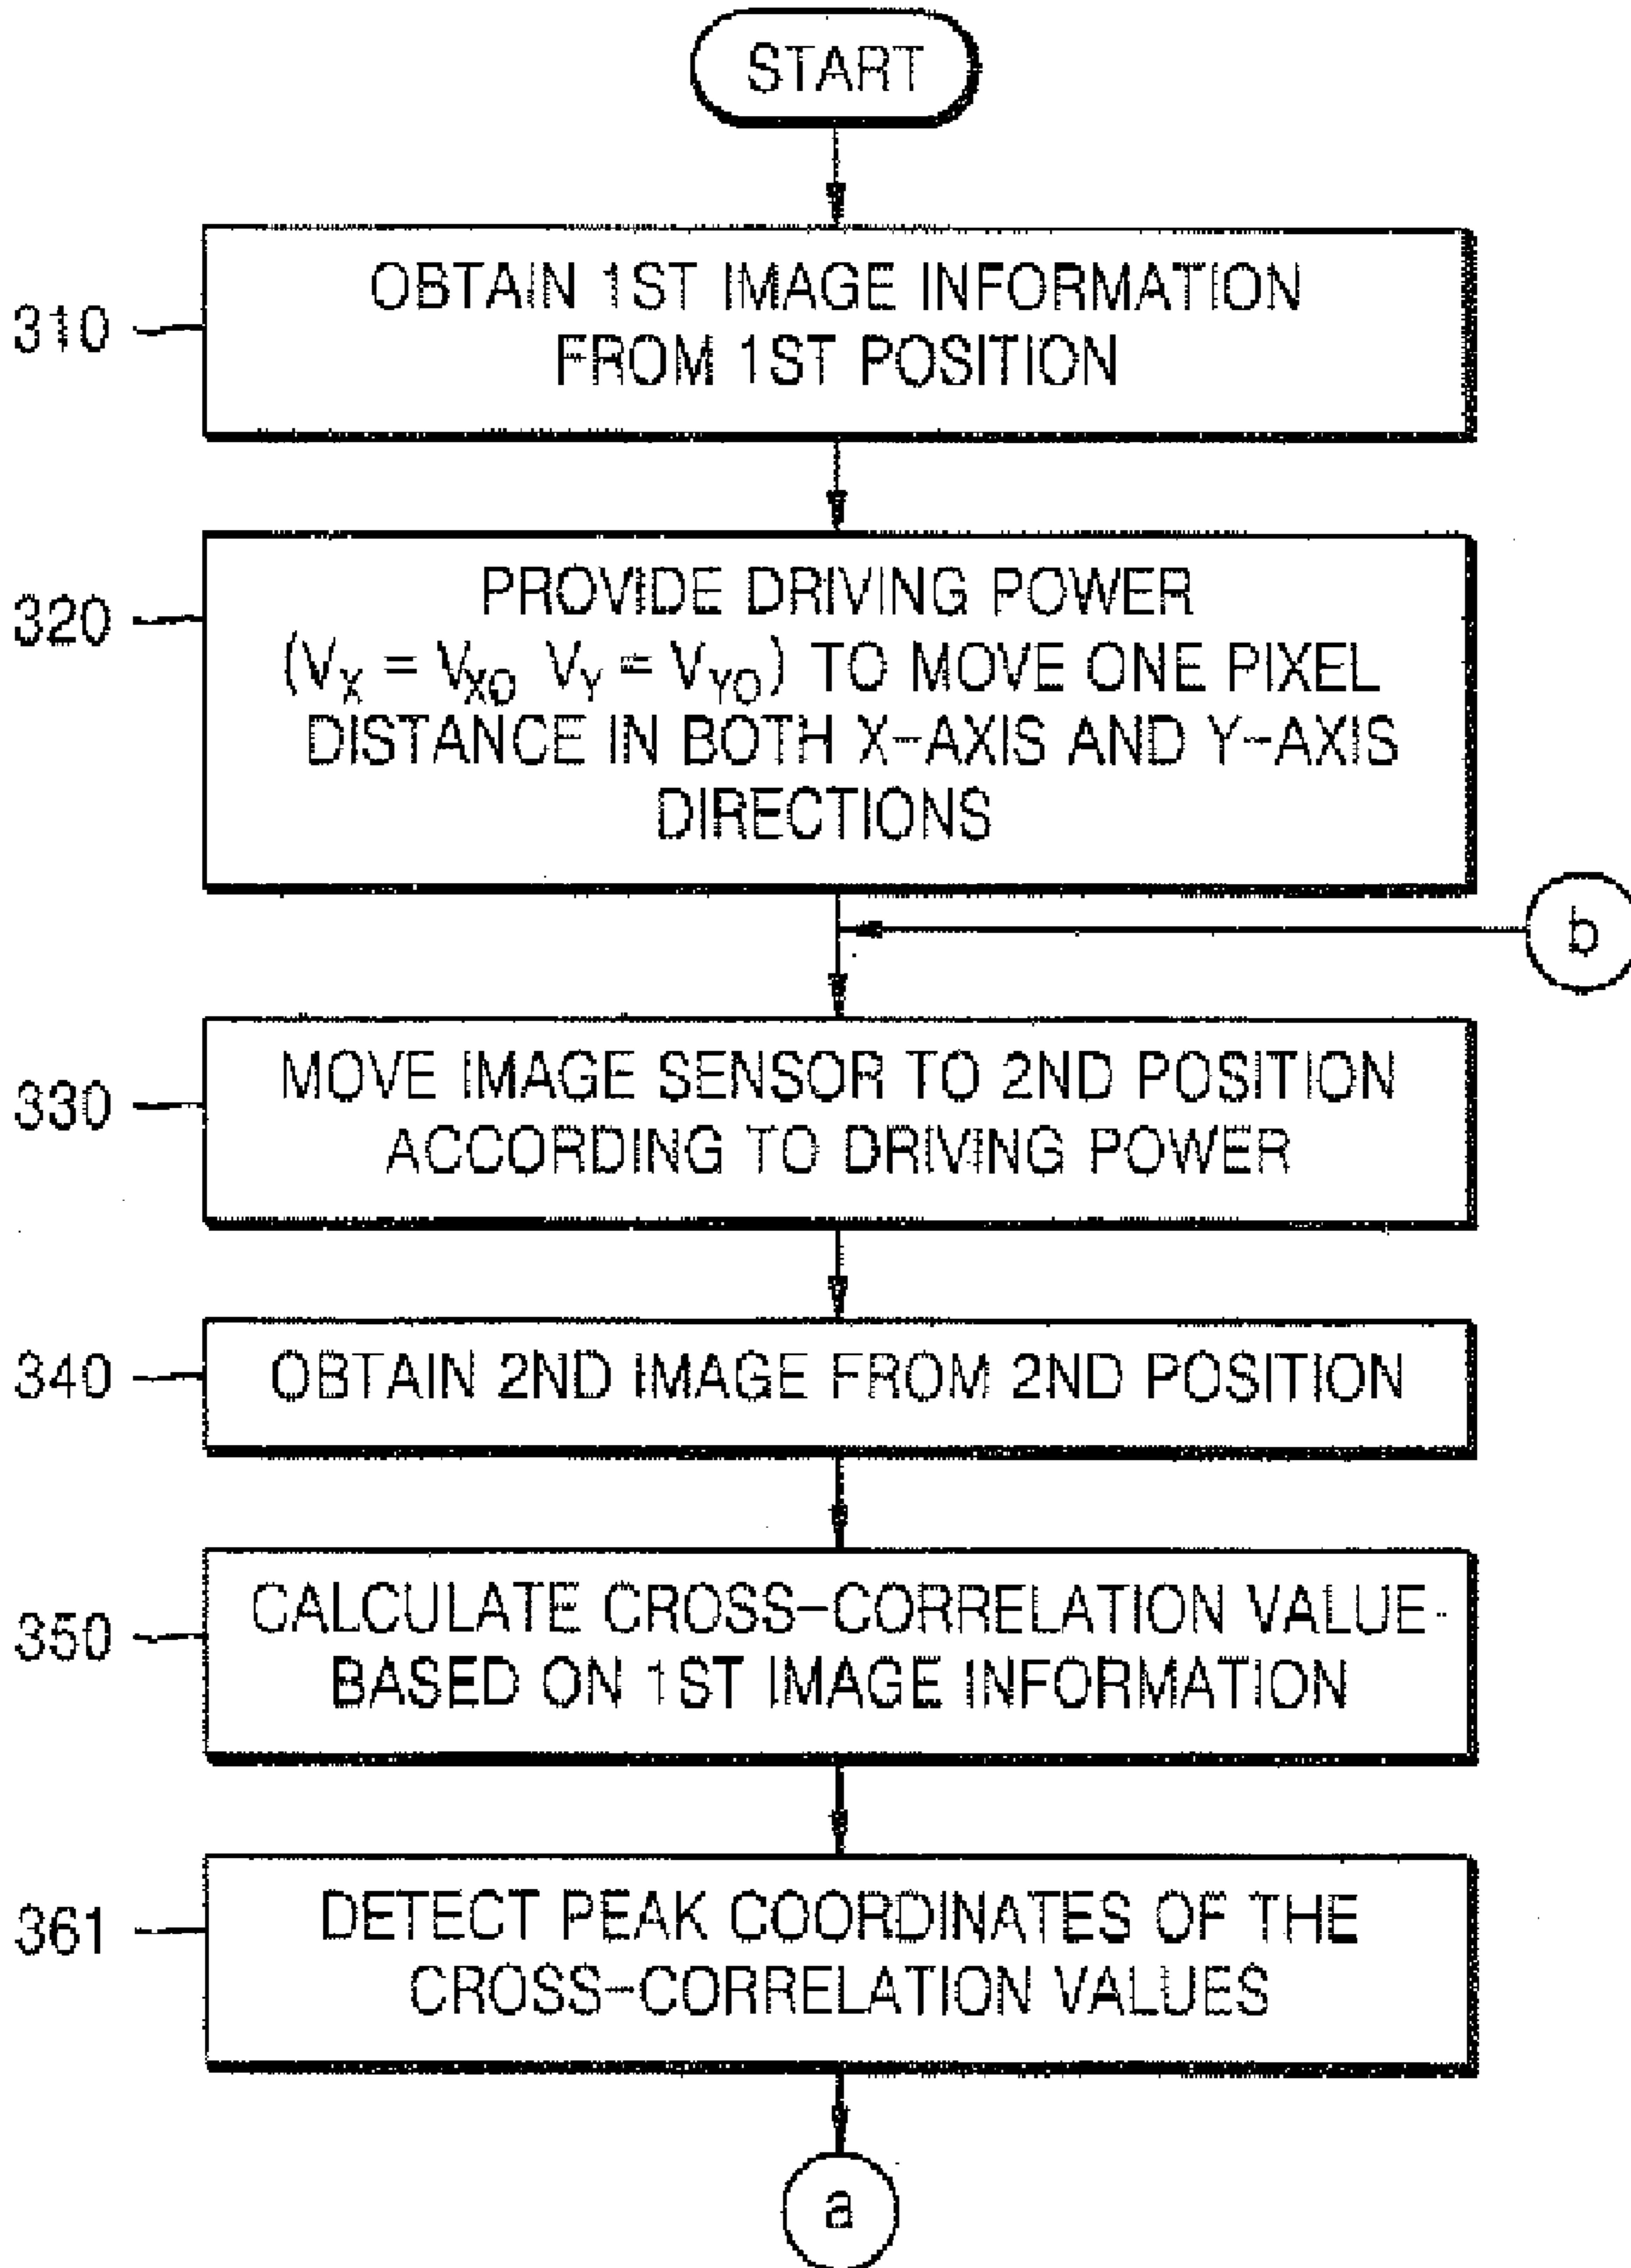 START
310
OBTAIN 1ST IMAGE INFORMATION
FROM 1ST POSITION
320
PROVIDE DRIVING POWER
(VX = VX0 VY = VY0) TO MOVE ONE PIXEL
DISTANCE IN BOTH X-AXIS AND Y-AXIS
DIRECTIONS
b
330
MOVE IMAGE SENSOR TO 2ND POSITION
ACCORDING TO DRIVING POWER
340
OBTAIN 2ND IMAGE FROM 2ND POSITION
350
CALCULATE CROSS-CORRELATION VALUE
BASED ON 1ST IMAGE INFORMATION
361
DETECT PEAK COORDINATES OF THE
CROSS-CORRELATION VALUES
a